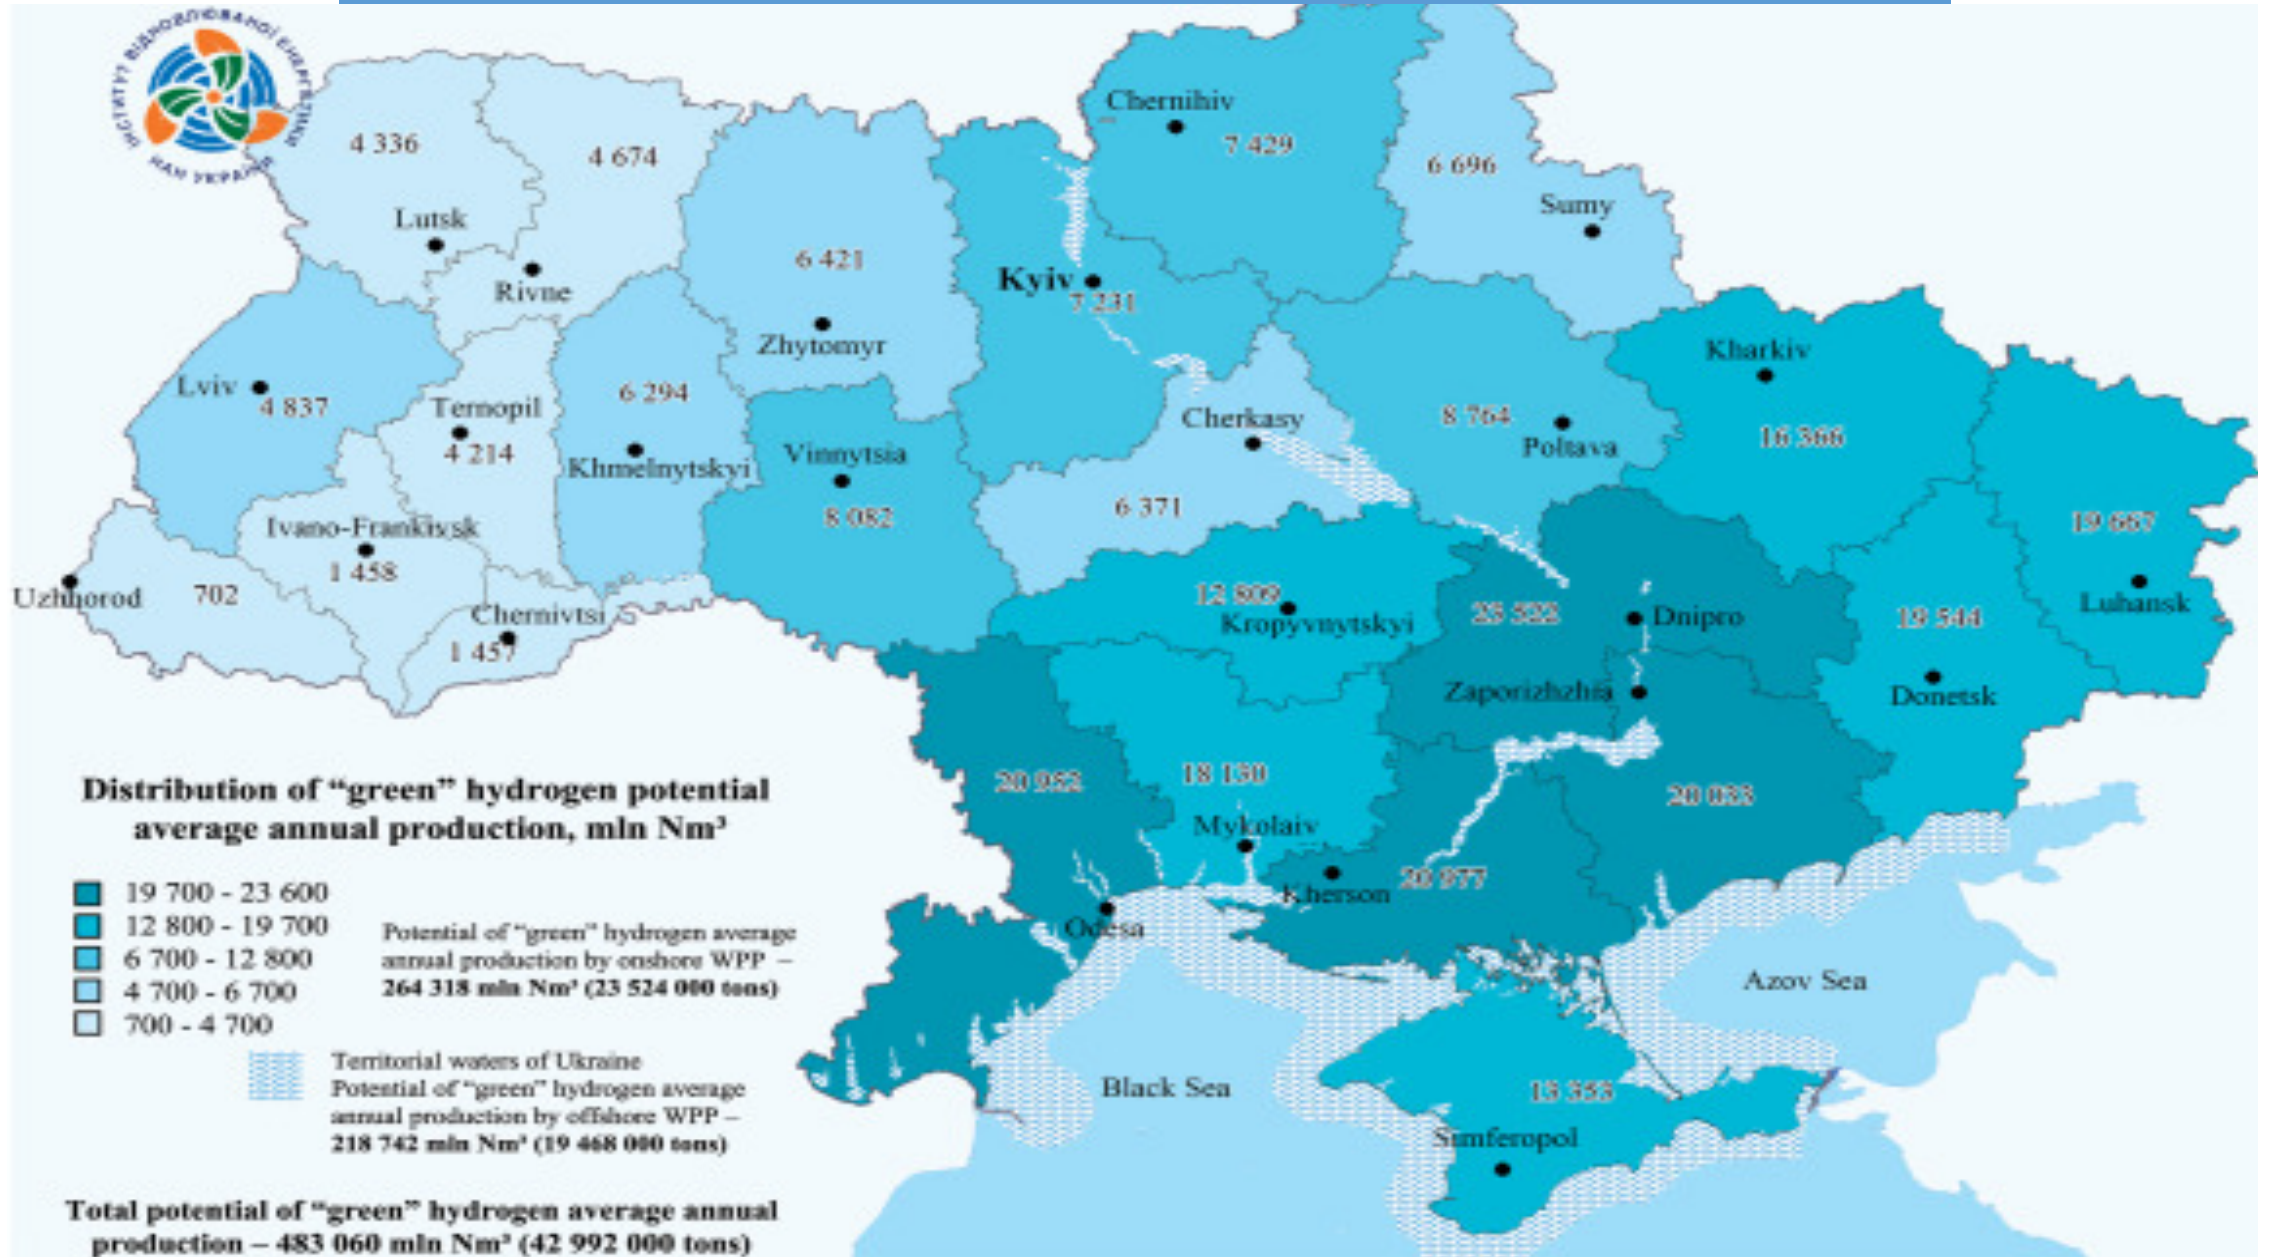 ІНСТИТУТ ВІДНОВЛЮВАНОЇ ЕНЕРГЕТИКИ
НАН УКРАЇНИ
Chernihiv
7 429
4 336
4 674
6 696
Lutsk
Sumy
6 421
Rivne
Kyiv
7 231
Zhytomyr
Kharkiv
Lviv
4 837
Ternopil
4 214
6 294
Khmelnytskyi
Vinnytsia
8 082
Cherkasy
6 371
8 764
Poltava
16 366
19 667
Luhansk
Ivano-Frankivsk
1 458
Uzhhorod
702
Chernivtsi
1 457
12 809
Kropyvnytskyi
23 522
Dnipro
19 544
Donetsk
Zaporizhzhia
20 952
18 130
Mykolaiv
20 033
Kherson
20 977
Odesa
Azov Sea
Black Sea
13 353
Simferopol
Distribution of “green” hydrogen potential
average annual production, mln Nm³
19 700 - 23 600
12 800 - 19 700
6 700 - 12 800
4 700 - 6 700
700 - 4 700
Potential of “green” hydrogen average
annual production by onshore WPP –
264 318 mln Nm³ (23 524 000 tons)
Territorial waters of Ukraine
Potential of “green” hydrogen average
annual production by offshore WPP –
218 742 mln Nm³ (19 468 000 tons)
Total potential of “green” hydrogen average annual
production – 483 060 mln Nm³ (42 992 000 tons)